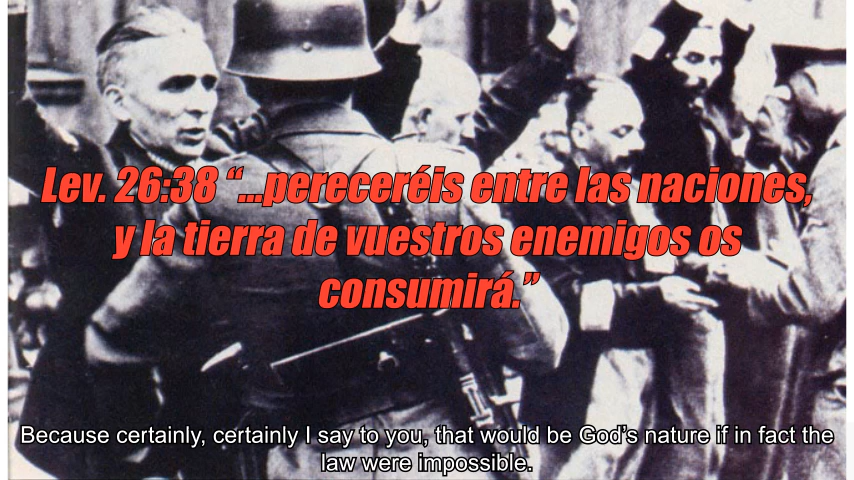 Lev. 26:38 “...pereceréis entre las naciones,
y la tierra de vuestros enemigos os
consumirá.”
Because certainly, certainly I say to you, that would be God's nature if in fact the
law were impossible.